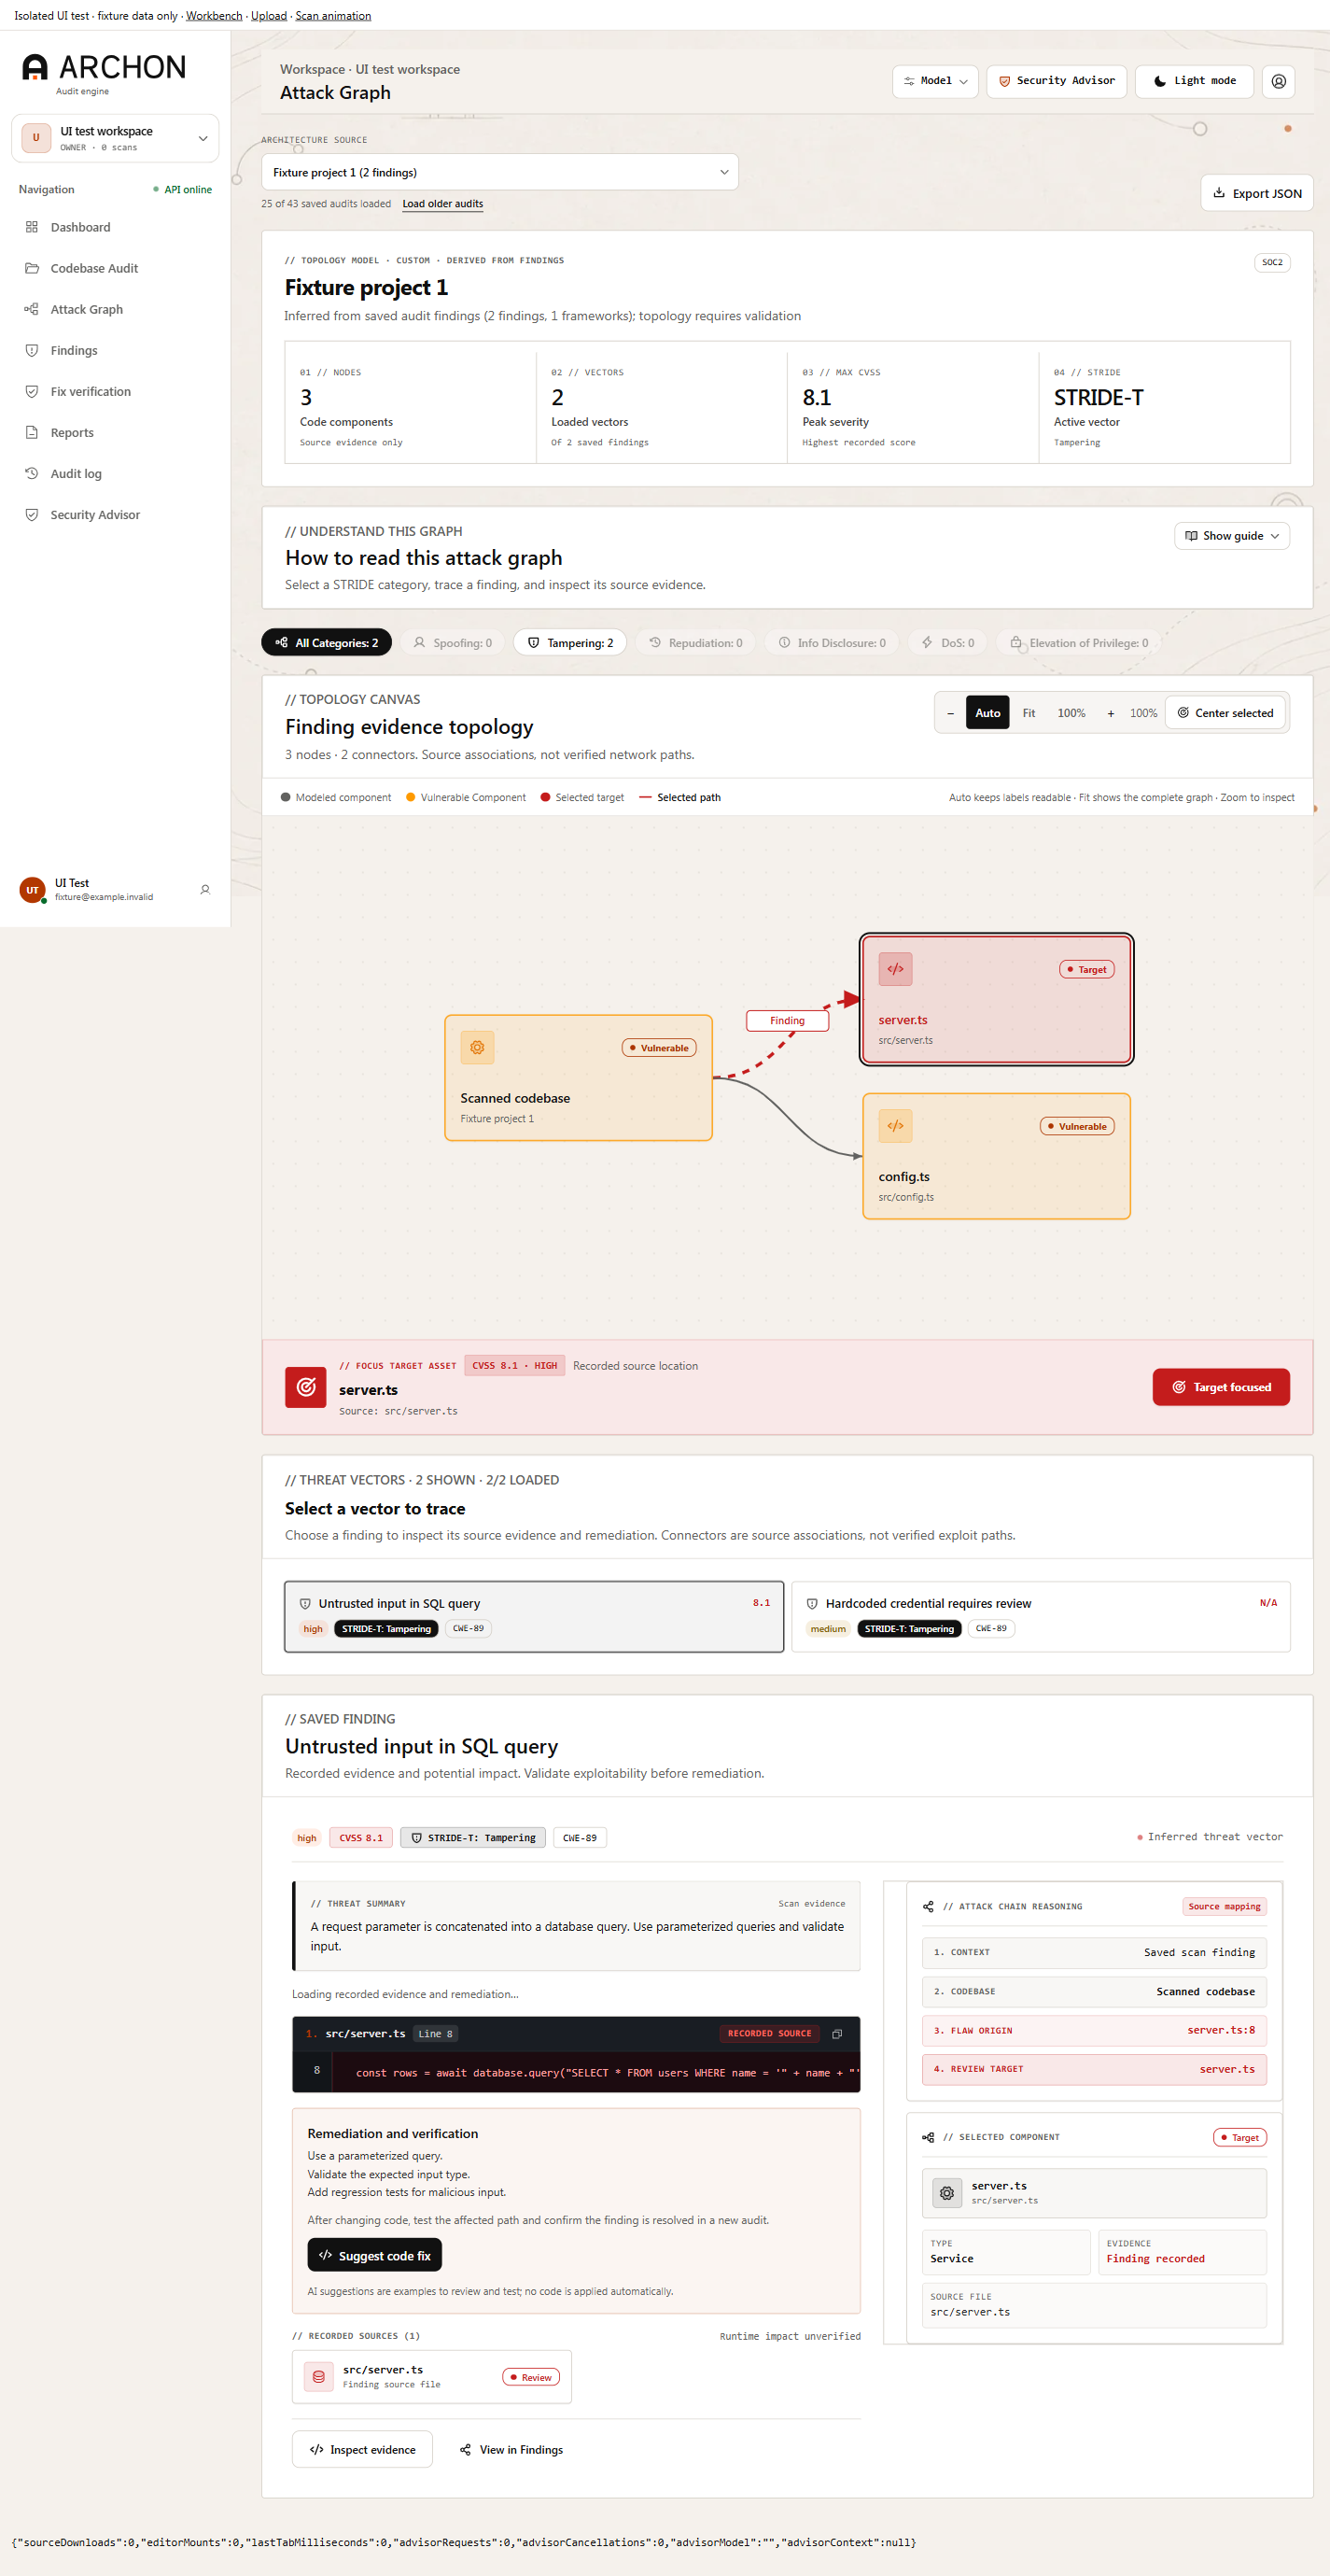 Isolated UI test · fixture data only · Workbench · Upload · Scan animation
ARCHON
Audit engine
U
UI test workspace
OWNER · 0 scans
Navigation
API online
Dashboard
Codebase Audit
Attack Graph
Findings
Fix verification
Reports
Audit log
Security Advisor
UT
UI Test
fixture@example.invalid
Workspace · UI test workspace
Attack Graph
Model
Security Advisor
Light mode
ARCHITECTURE SOURCE
Fixture project 1 (2 findings)
25 of 43 saved audits loaded Load older audits
Export JSON
// TOPOLOGY MODEL · CUSTOM · DERIVED FROM FINDINGS
SOC2
Fixture project 1
Inferred from saved audit findings (2 findings, 1 frameworks); topology requires validation
01 // NODES
3
Code components
Source evidence only
02 // VECTORS
2
Loaded vectors
Of 2 saved findings
03 // MAX CVSS
8.1
Peak severity
Highest recorded score
04 // STRIDE
STRIDE-T
Active vector
Tampering
// UNDERSTAND THIS GRAPH
How to read this attack graph
Select a STRIDE category, trace a finding, and inspect its source evidence.
Show guide
All Categories: 2
Spoofing: 0
Tampering: 2
Repudiation: 0
Info Disclosure: 0
DoS: 0
Elevation of Privilege: 0
// TOPOLOGY CANVAS
Finding evidence topology
3 nodes · 2 connectors. Source associations, not verified network paths.
− Auto Fit 100% + 100% Center selected
Modeled component
Vulnerable Component
Selected target
Selected path
Auto keeps labels readable · Fit shows the complete graph · Zoom to inspect
Vulnerable
Scanned codebase
Fixture project 1
Finding
Target
server.ts
src/server.ts
Vulnerable
config.ts
src/config.ts
// FOCUS TARGET ASSET CVSS 8.1 · HIGH Recorded source location
server.ts
Source: src/server.ts
Target focused
// THREAT VECTORS · 2 SHOWN · 2/2 LOADED
Select a vector to trace
Choose a finding to inspect its source evidence and remediation. Connectors are source associations, not verified exploit paths.
Untrusted input in SQL query 8.1
high STRIDE-T: Tampering CWE-89
Hardcoded credential requires review N/A
medium STRIDE-T: Tampering CWE-89
// SAVED FINDING
Untrusted input in SQL query
Recorded evidence and potential impact. Validate exploitability before remediation.
high CVSS 8.1 STRIDE-T: Tampering CWE-89
Inferred threat vector
// THREAT SUMMARY Scan evidence
A request parameter is concatenated into a database query. Use parameterized queries and validate
input.
Loading recorded evidence and remediation...
1. src/server.ts Line 8 RECORDED SOURCE
8 const rows = await database.query("SELECT * FROM users WHERE name = '" + name + "'
Remediation and verification
Use a parameterized query.
Validate the expected input type.
Add regression tests for malicious input.
After changing code, test the affected path and confirm the finding is resolved in a new audit.
Suggest code fix
AI suggestions are examples to review and test; no code is applied automatically.
// RECORDED SOURCES (1) Runtime impact unverified
src/server.ts
Finding source file
Review
Inspect evidence
View in Findings
// ATTACK CHAIN REASONING Source mapping
1. CONTEXT Saved scan finding
2. CODEBASE Scanned codebase
3. FLAW ORIGIN server.ts:8
4. REVIEW TARGET server.ts
// SELECTED COMPONENT Target
server.ts
src/server.ts
TYPE
Service
EVIDENCE
Finding recorded
SOURCE FILE
src/server.ts
{"sourceDownloads":0,"editorMounts":0,"lastTabMilliseconds":0,"advisorRequests":0,"advisorCancellations":0,"advisorModel":"","advisorContext":null}